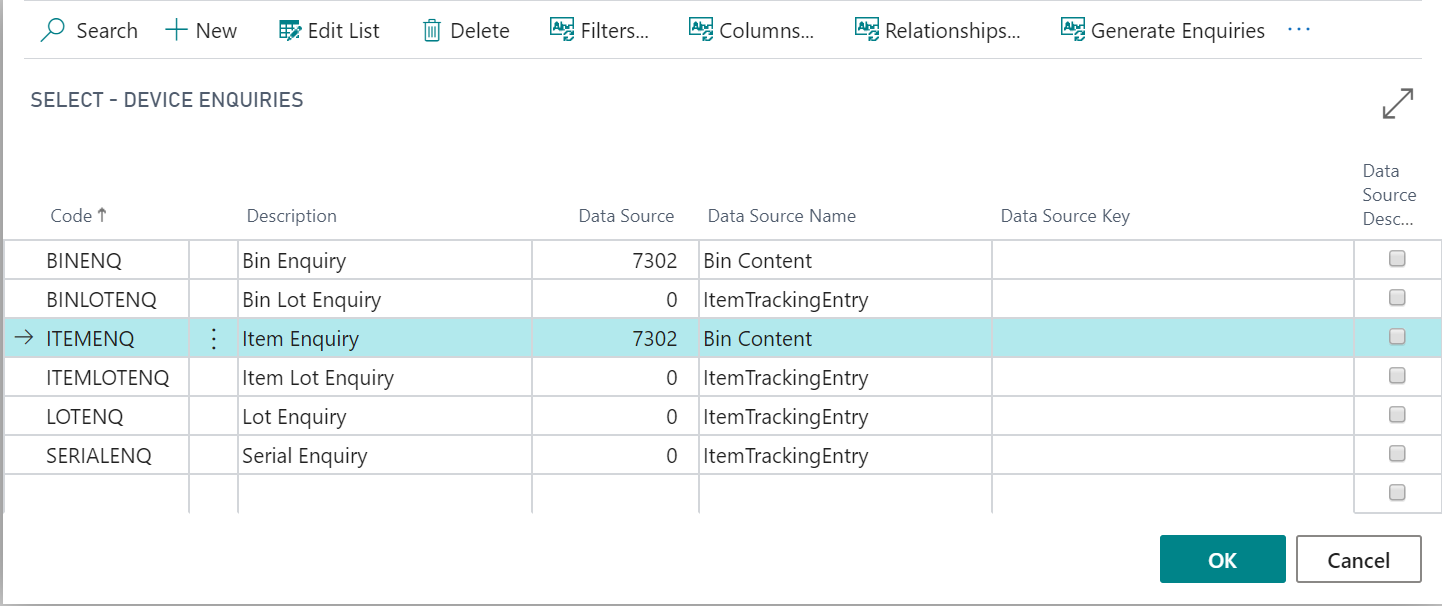 Search New Edit List Delete Filters... Columns... Relationships... Generate Enquiries ...
SELECT - DEVICE ENQUIRIES
Code ↑ Description Data Source Data Source Name Data Source Key Data Source Desc...
BINENQ Bin Enquiry 7302 Bin Content
BINLOTENQ Bin Lot Enquiry 0 ItemTrackingEntry
→ ITEMENQ Item Enquiry 7302 Bin Content
ITEMLOTENQ Item Lot Enquiry 0 ItemTrackingEntry
LOTENQ Lot Enquiry 0 ItemTrackingEntry
SERIALENQ Serial Enquiry 0 ItemTrackingEntry
OK Cancel